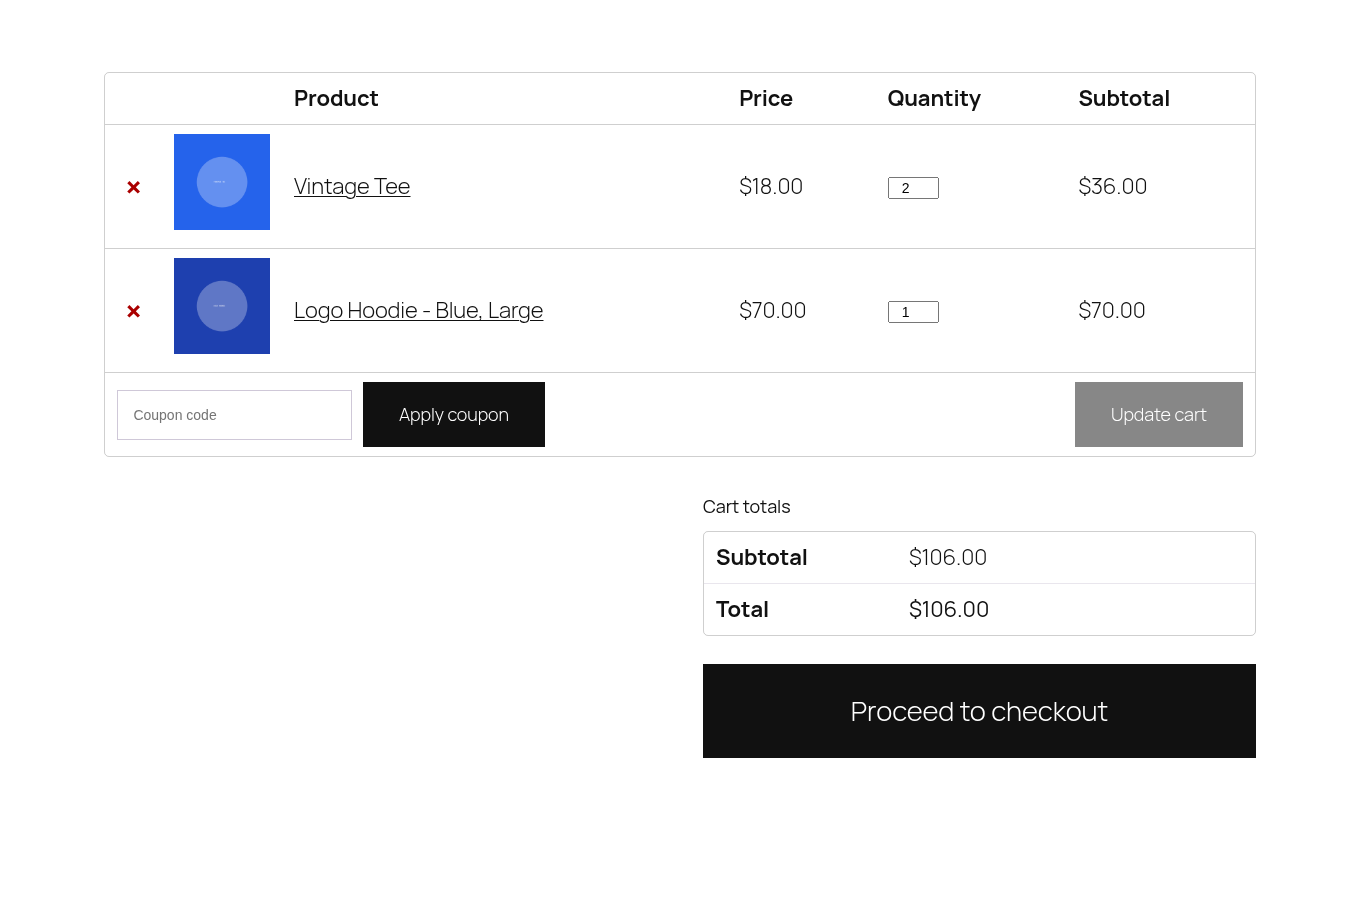 Product Price Quantity Subtotal
× Vintage Tee $18.00 2 $36.00
× Logo Hoodie - Blue, Large $70.00 1 $70.00
Coupon code Apply coupon Update cart
Cart totals
Subtotal $106.00
Total $106.00
Proceed to checkout